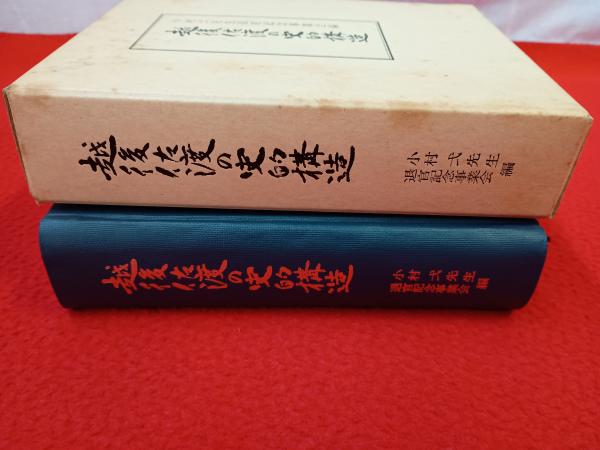 越後佐渡の史的構造
越後佐渡の史的構造
小村弌先生
退官記念事業会 編
越後佐渡の史的構造
小村弌先生
退官記念事業会 編